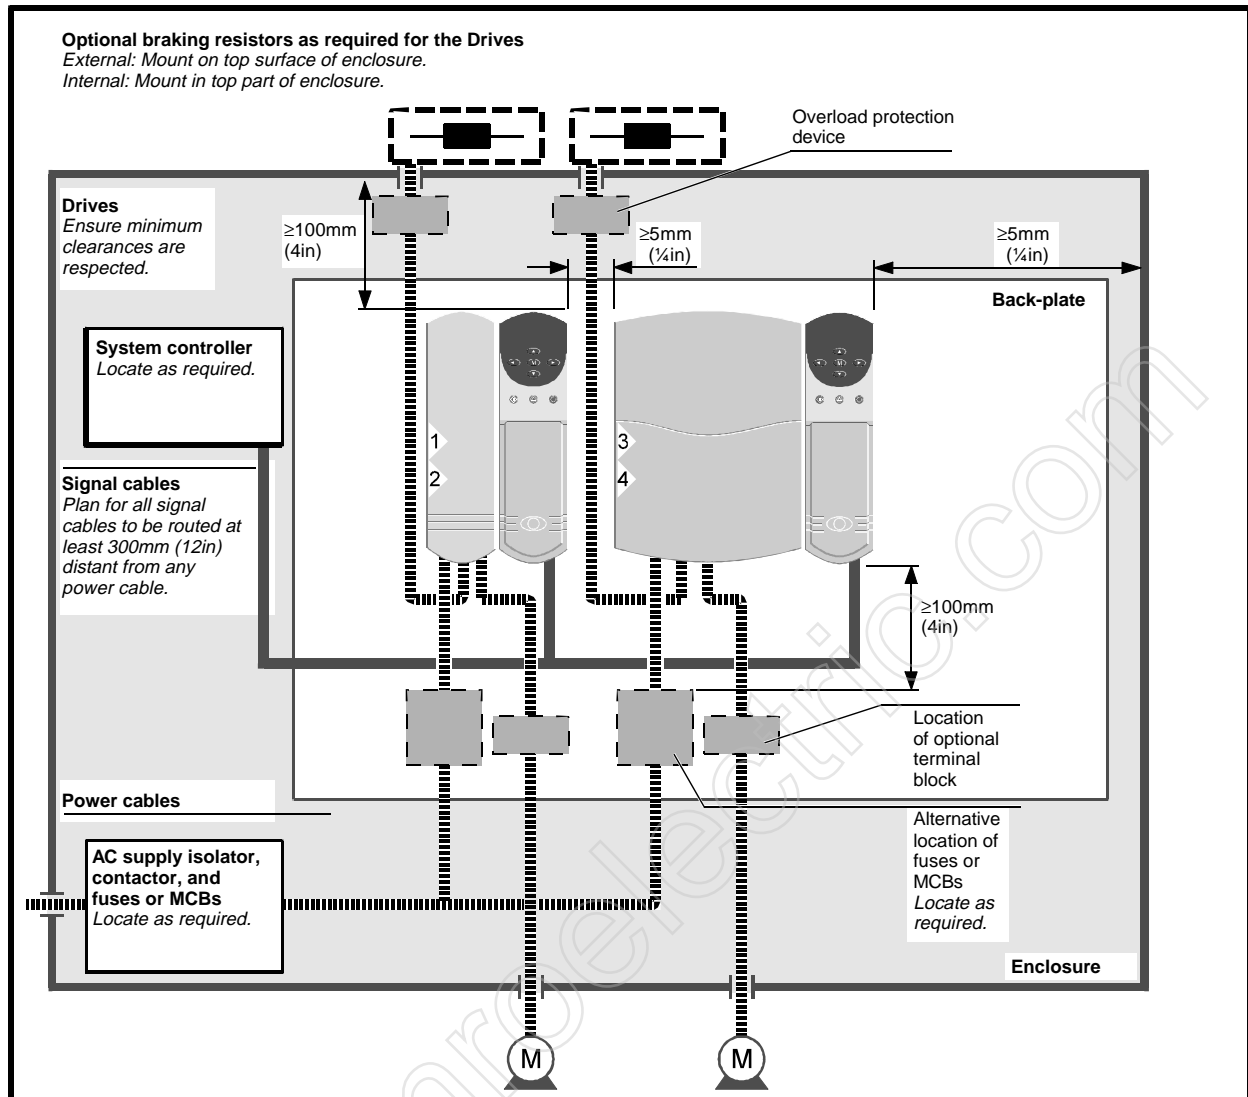 Optional braking resistors as required for the Drives
External: Mount on top surface of enclosure.
Internal: Mount in top part of enclosure.
Overload protection
device
Drives
Ensure minimum
clearances are
respected.
≥100mm
(4in)
≥5mm
(¼in)
≥5mm
(¼in)
Back-plate
System controller
Locate as required.
1
2
3
4
M
M
Signal cables
Plan for all signal
cables to be routed at
least 300mm (12in)
distant from any
power cable.
≥100mm
(4in)
Location
of optional
terminal
block
Power cables
Alternative
location of
fuses or
MCBs
Locate as
required.
AC supply isolator,
contactor, and
fuses or MCBs
Locate as required.
Enclosure
M
M
roelectric.com